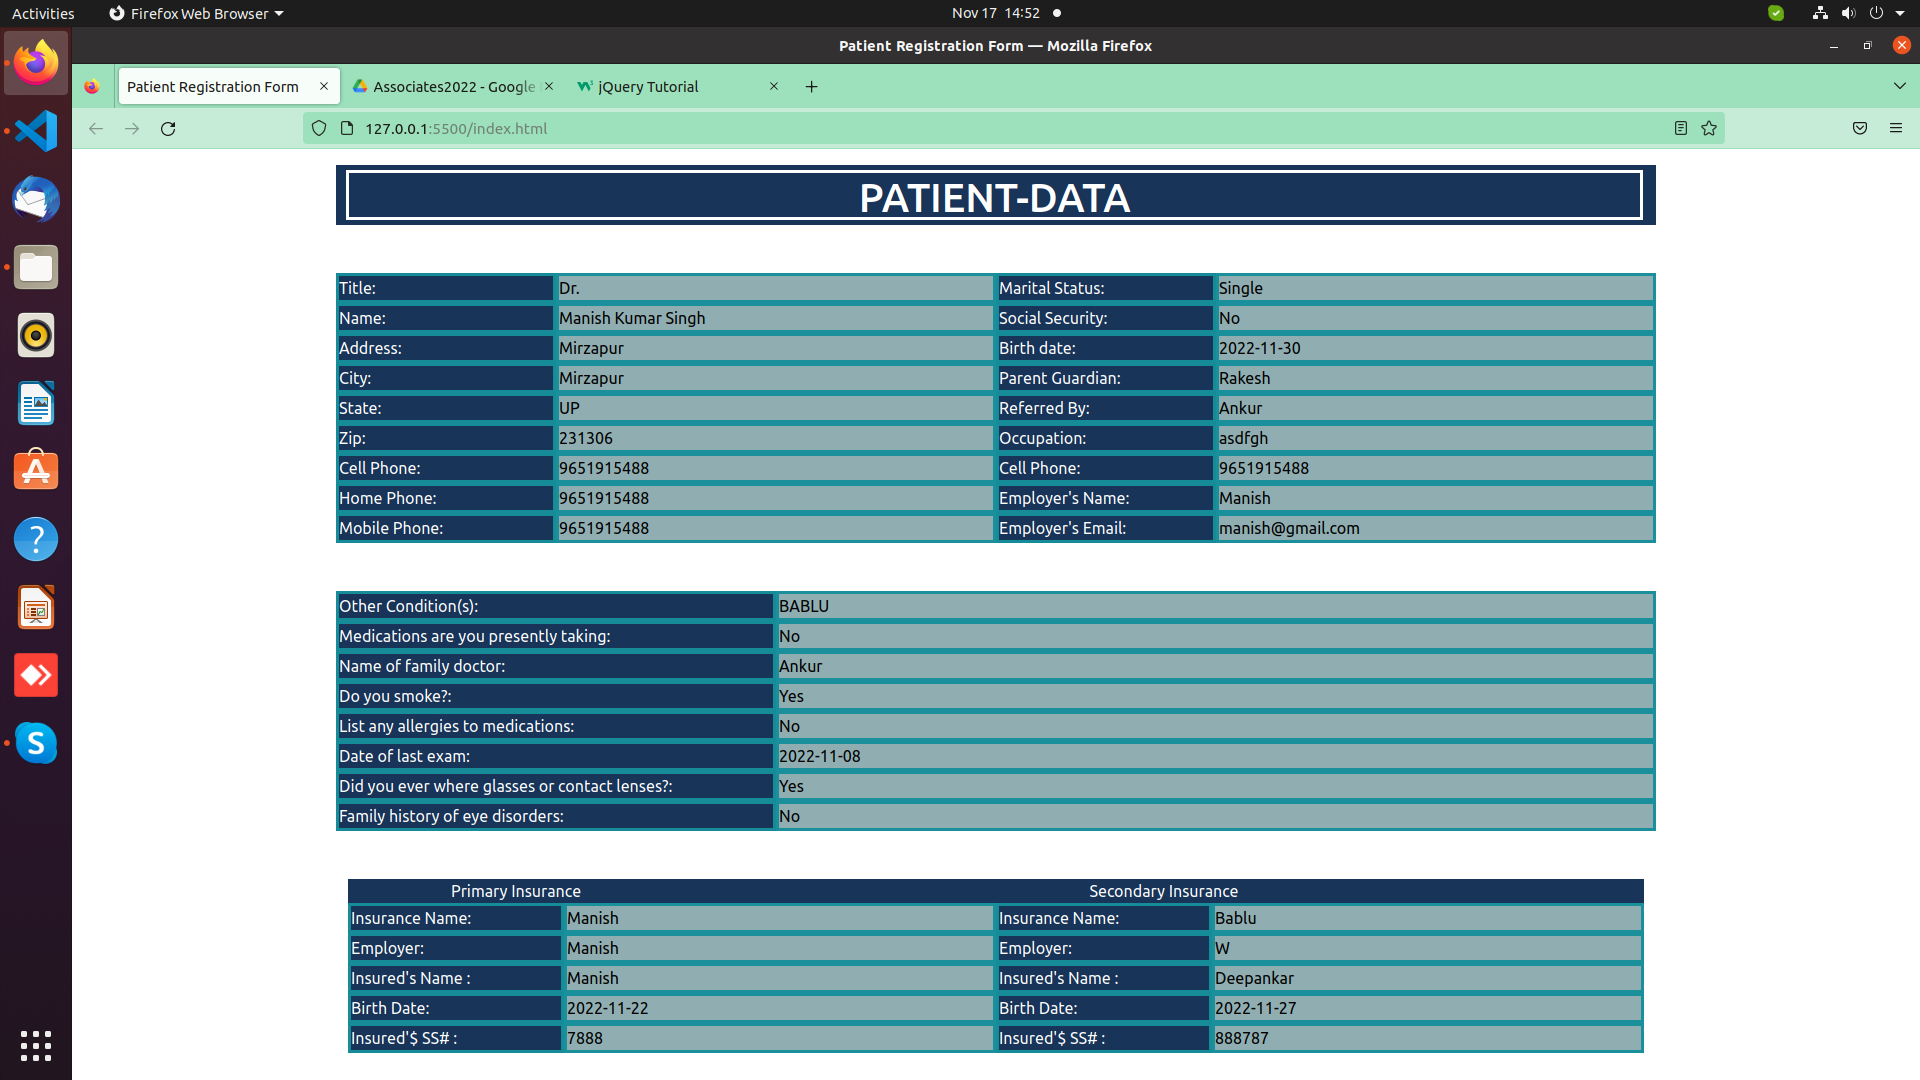 Activities Firefox Web Browser Nov 17 14:52
Patient Registration Form — Mozilla Firefox
Patient Registration Form Associates2022 - Google jQuery Tutorial
127.0.0.1:5500/index.html
PATIENT-DATA
Title: Dr. Marital Status: Single
Name: Manish Kumar Singh Social Security: No
Address: Mirzapur Birth date: 2022-11-30
City: Mirzapur Parent Guardian: Rakesh
State: UP Referred By: Ankur
Zip: 231306 Occupation: asdfgh
Cell Phone: 9651915488 Cell Phone: 9651915488
Home Phone: 9651915488 Employer's Name: Manish
Mobile Phone: 9651915488 Employer's Email: manish@gmail.com
Other Condition(s): BABLU
Medications are you presently taking: No
Name of family doctor: Ankur
Do you smoke?: Yes
List any allergies to medications: No
Date of last exam: 2022-11-08
Did you ever where glasses or contact lenses?: Yes
Family history of eye disorders: No
Primary Insurance Secondary Insurance
Insurance Name: Manish Insurance Name: Bablu
Employer: Manish Employer: W
Insured's Name : Manish Insured's Name : Deepankar
Birth Date: 2022-11-22 Birth Date: 2022-11-27
Insured'$ SS# : 7888 Insured'$ SS# : 888787